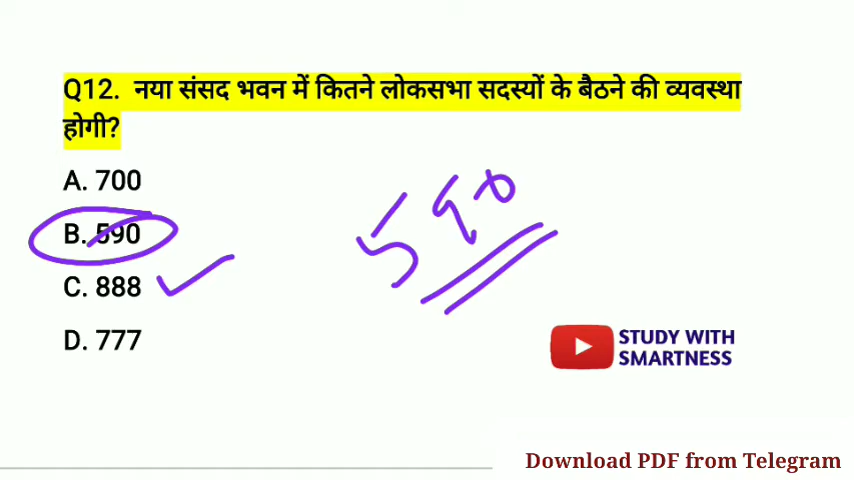 Q12. नया संसद भवन में कितने लोकसभा सदस्यों के बैठने की व्यवस्था
होगी?
A. 700
B. 590
C. 888
D. 777
STUDY WITH
SMARTNESS
Download PDF from Telegram